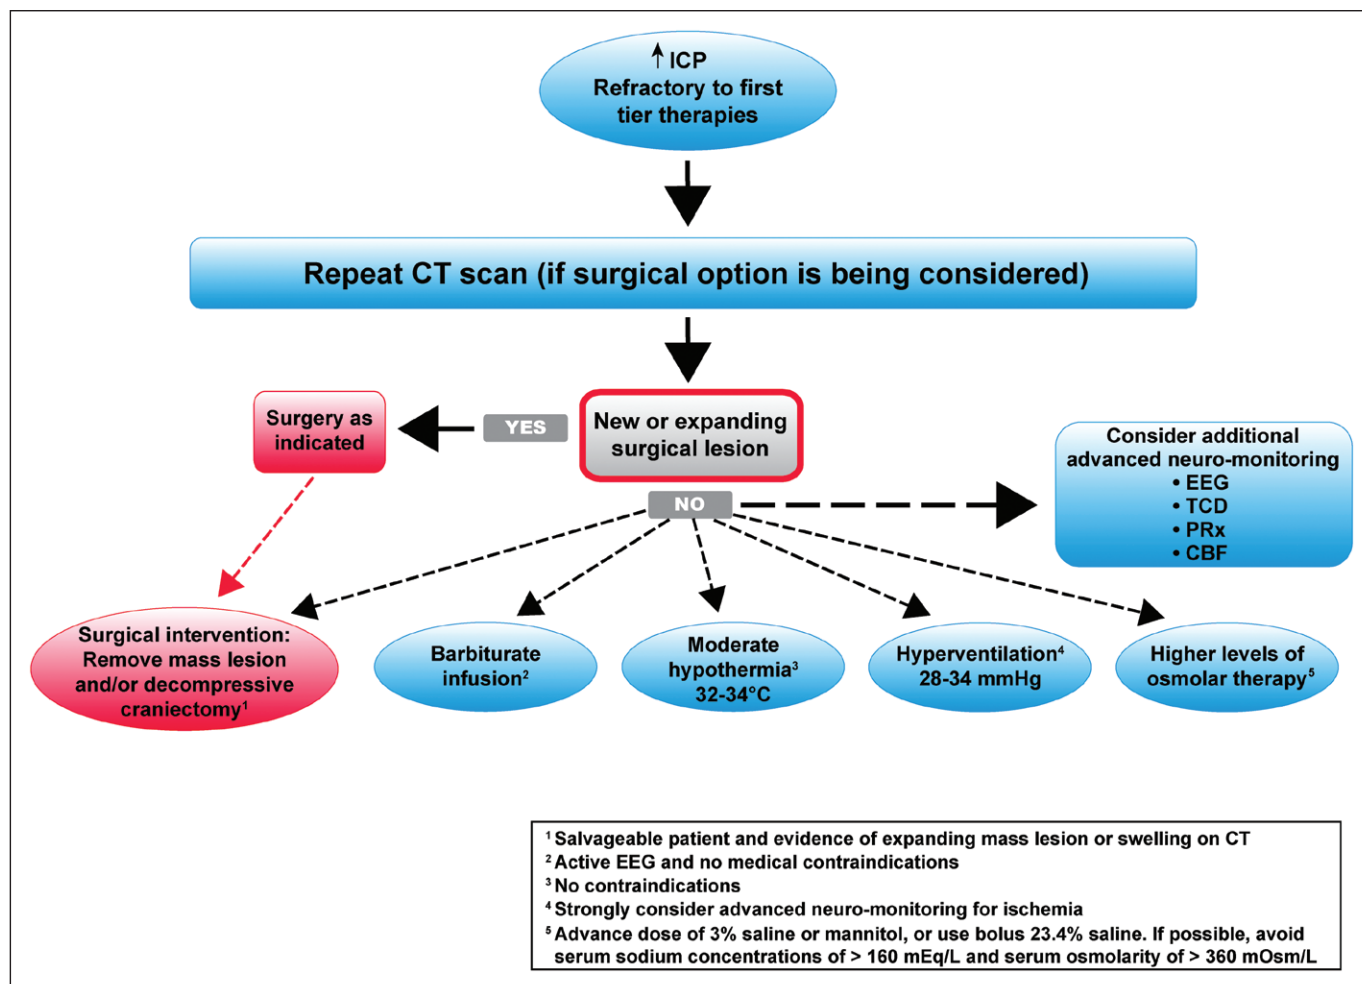 ↑ ICP
Refractory to first
tier therapies
Repeat CT scan (if surgical option is being considered)
Surgery as
indicated
YES
New or expanding
surgical lesion
NO
Consider additional
advanced neuro-monitoring
• EEG
• TCD
• PRx
• CBF
Surgical intervention:
Remove mass lesion
and/or decompressive
craniectomy¹
Barbiturate
infusion²
Moderate
hypothermia³
32-34°C
Hyperventilation⁴
28-34 mmHg
Higher levels of
osmolar therapy⁵
¹ Salvageable patient and evidence of expanding mass lesion or swelling on CT
² Active EEG and no medical contraindications
³ No contraindications
⁴ Strongly consider advanced neuro-monitoring for ischemia
⁵ Advance dose of 3% saline or mannitol, or use bolus 23.4% saline. If possible, avoid
serum sodium concentrations of > 160 mEq/L and serum osmolarity of > 360 mOsm/L